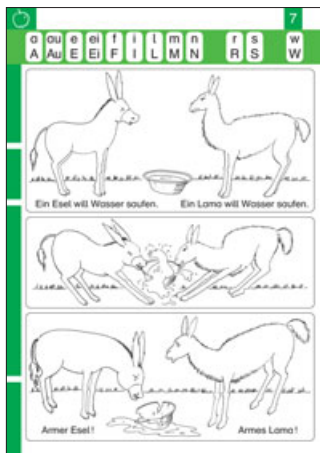 7
a au e ei f i l m n r s w
A Au E Ei F I L M N R S W
Ein Esel will Wasser saufen. Ein Lama will Wasser saufen.
Armer Esel! Armes Lama!